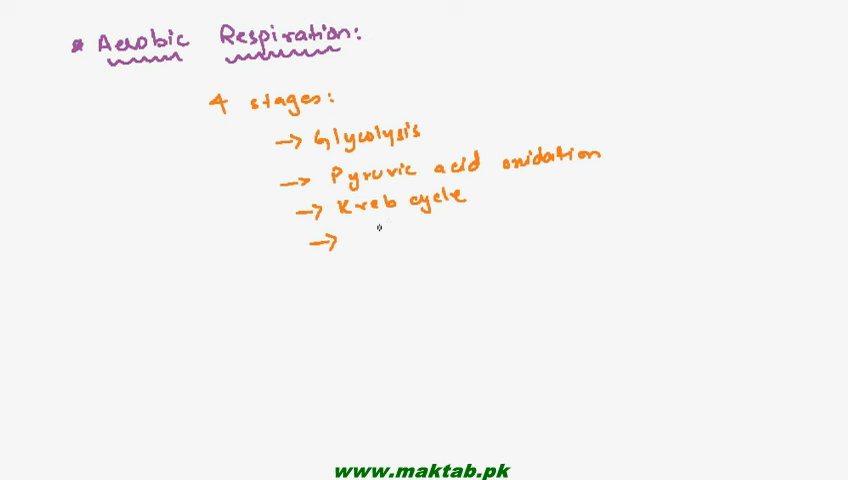 * Aerobic Respiration:
4 stages:
→ Glycolysis
→ Pyruvic acid oxidation
→ Kreb cycle
→
www.maktab.pk